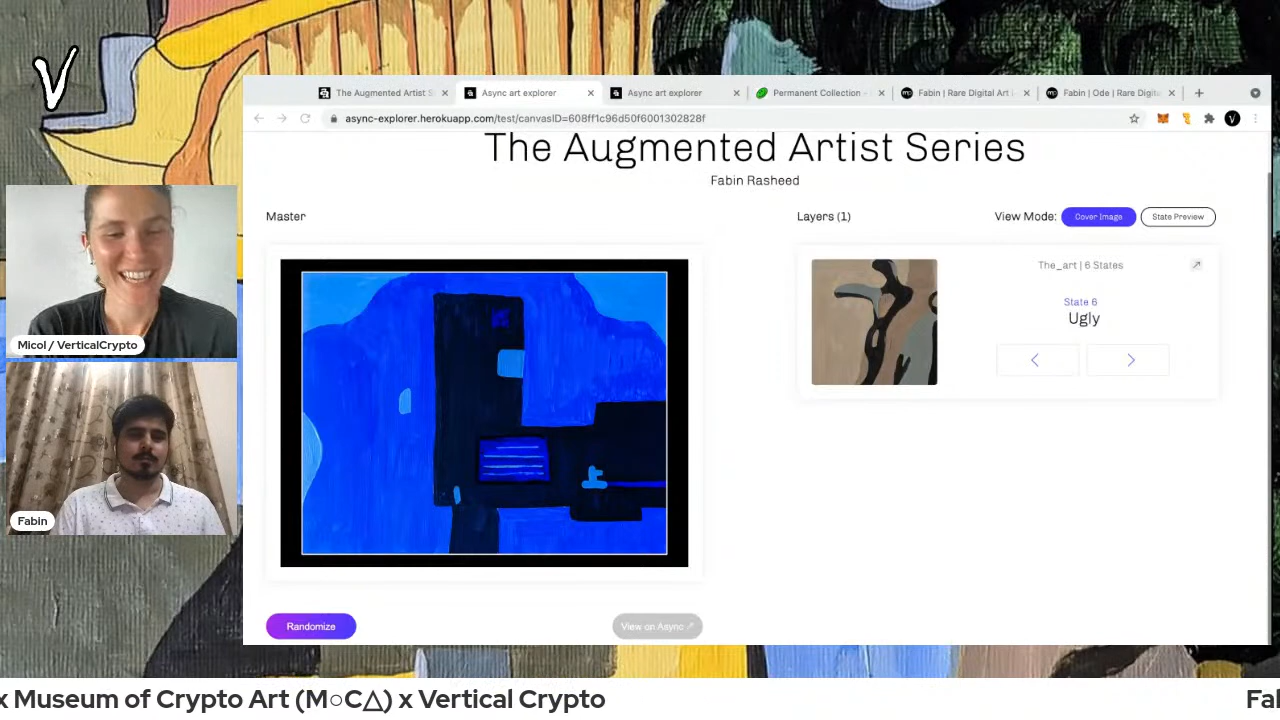 V
The Augmented Artist S
Async art explorer
Async art explorer
Permanent Collection -
Fabin | Rare Digital Art |
Fabin | Ode | Rare Digita
async-explorer.herokuapp.com/test/canvasID=608ff1c96d50f6001302828f
V
The Augmented Artist Series
Fabin Rasheed
Master
Layers (1)
View Mode:
Cover Image
State Preview
The_art | 6 States
State 6
Ugly
Micol / VerticalCrypto
Fabin
Randomize
View on Async ↗
x Museum of Crypto Art (M○C△) x Vertical Crypto
Fal